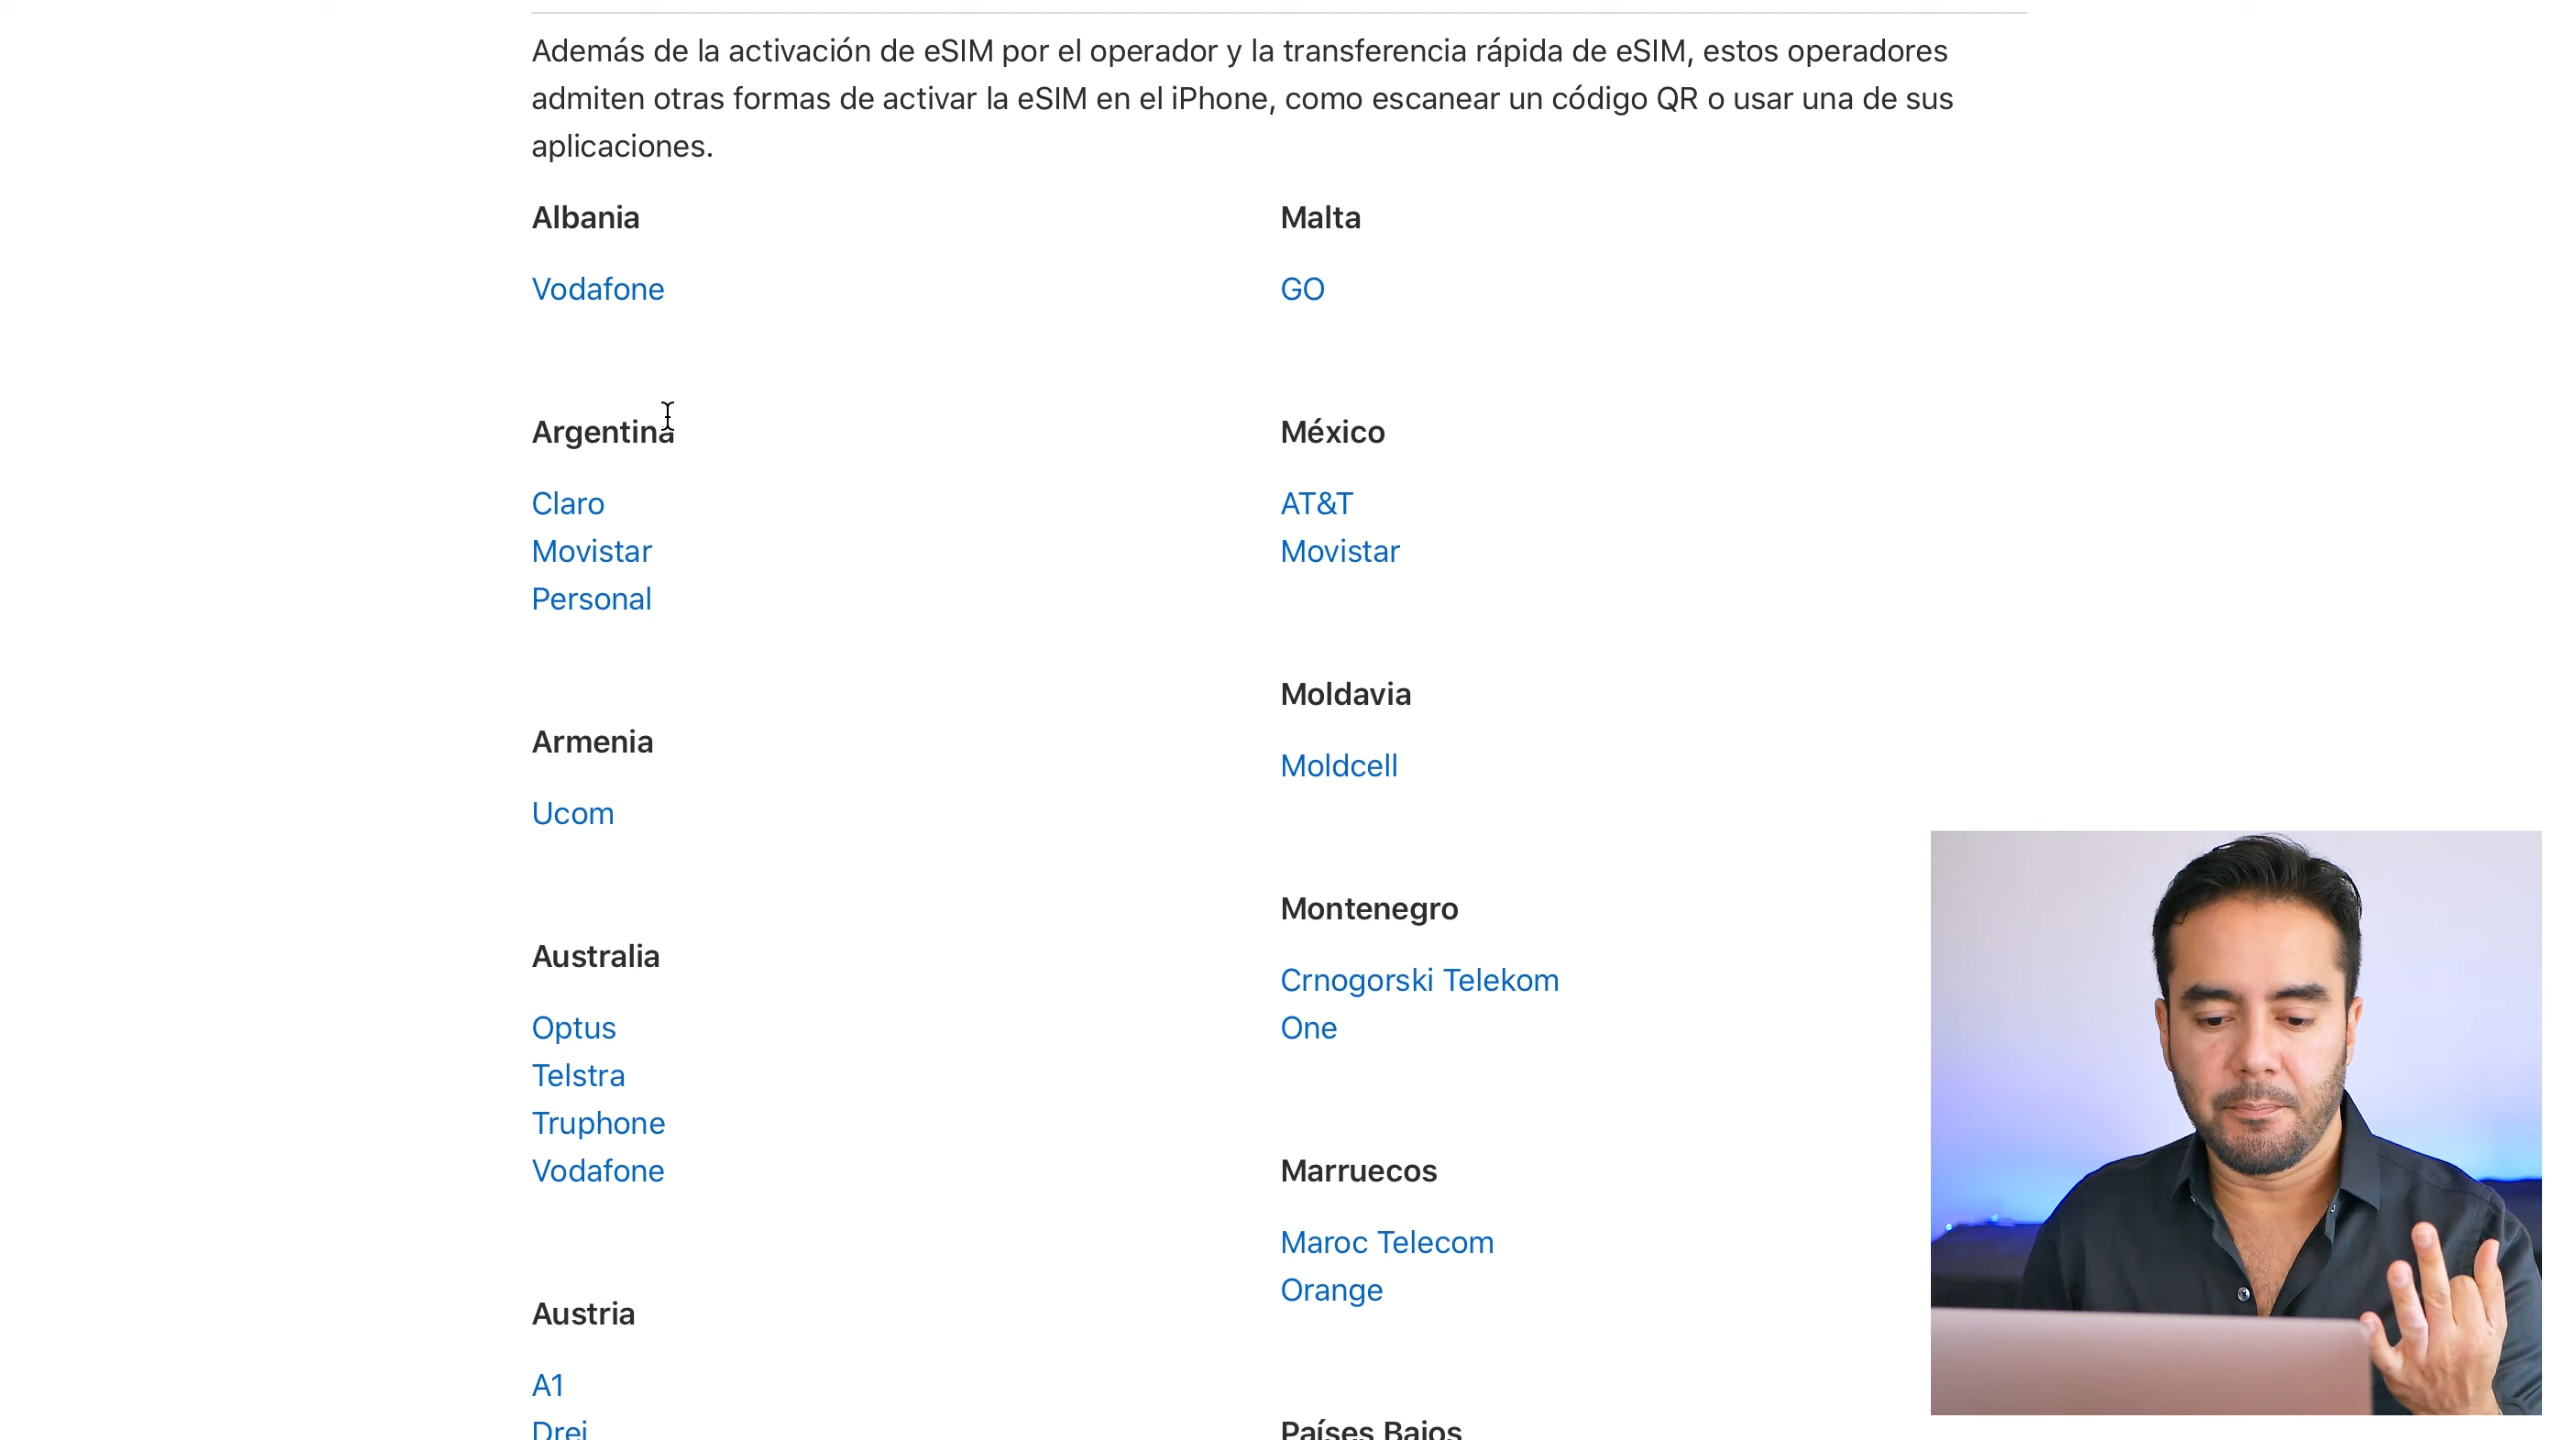 Además de la activación de eSIM por el operador y la transferencia rápida de eSIM, estos operadores
admiten otras formas de activar la eSIM en el iPhone, como escanear un código QR o usar una de sus
aplicaciones.
Albania
Vodafone
Argentina
Claro
Movistar
Personal
Armenia
Ucom
Australia
Optus
Telstra
Truphone
Vodafone
Austria
A1
Drei
Malta
GO
México
AT&T
Movistar
Moldavia
Moldcell
Montenegro
Crnogorski Telekom
One
Marruecos
Maroc Telecom
Orange
Países Bajos